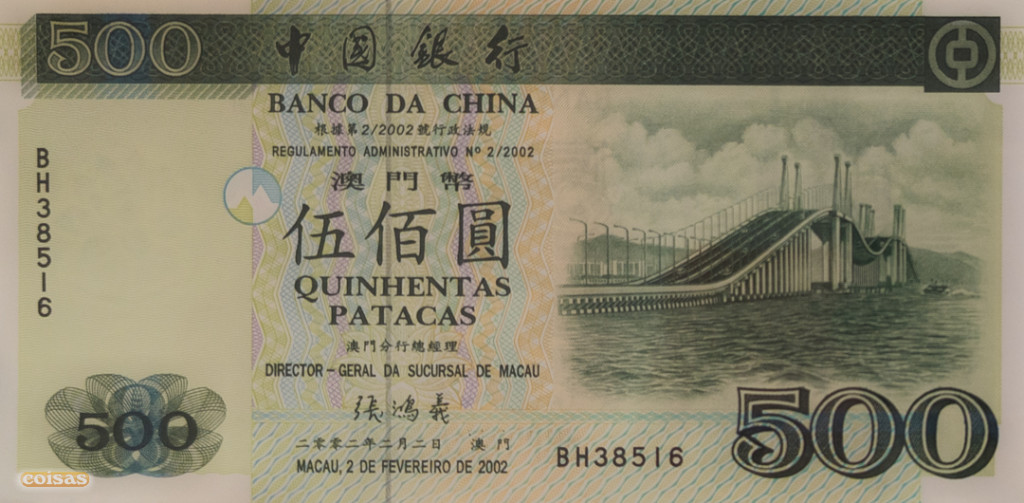 500 中國銀行
BANCO DA CHINA
根據第2/2002號行政法規
REGULAMENTO ADMINISTRATIVO Nº 2/2002
澳門幣
伍佰圓
QUINHENTAS
PATACAS
澳門分行總經理
DIRECTOR-GERAL DA SUCURSAL DE MACAU
張鴻義
二零零二年二月二日 澳門
MACAU, 2 DE FEVEREIRO DE 2002
BH38516
BH38516
500
500
coisas